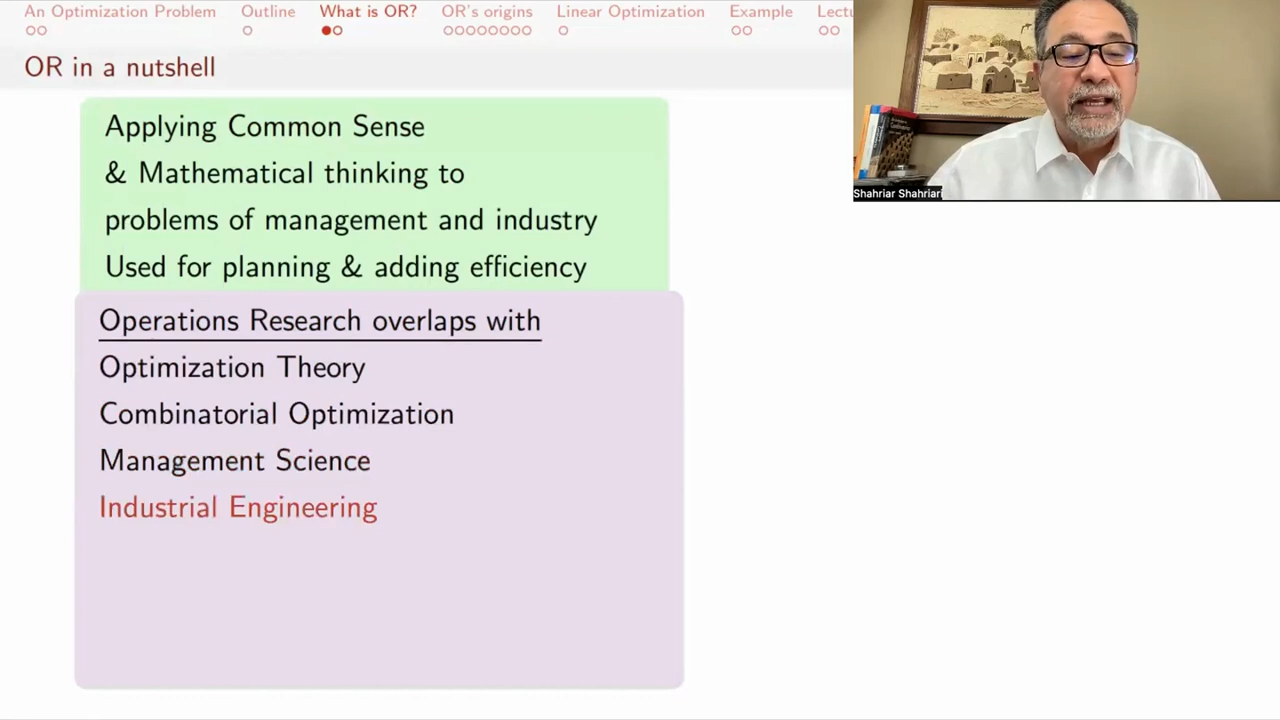 An Optimization Problem Outline What is OR? OR's origins Linear Optimization Example Lectu
OR in a nutshell
Applying Common Sense
& Mathematical thinking to
problems of management and industry
Used for planning & adding efficiency
Operations Research overlaps with
Optimization Theory
Combinatorial Optimization
Management Science
Industrial Engineering
Shahriar Shahriari